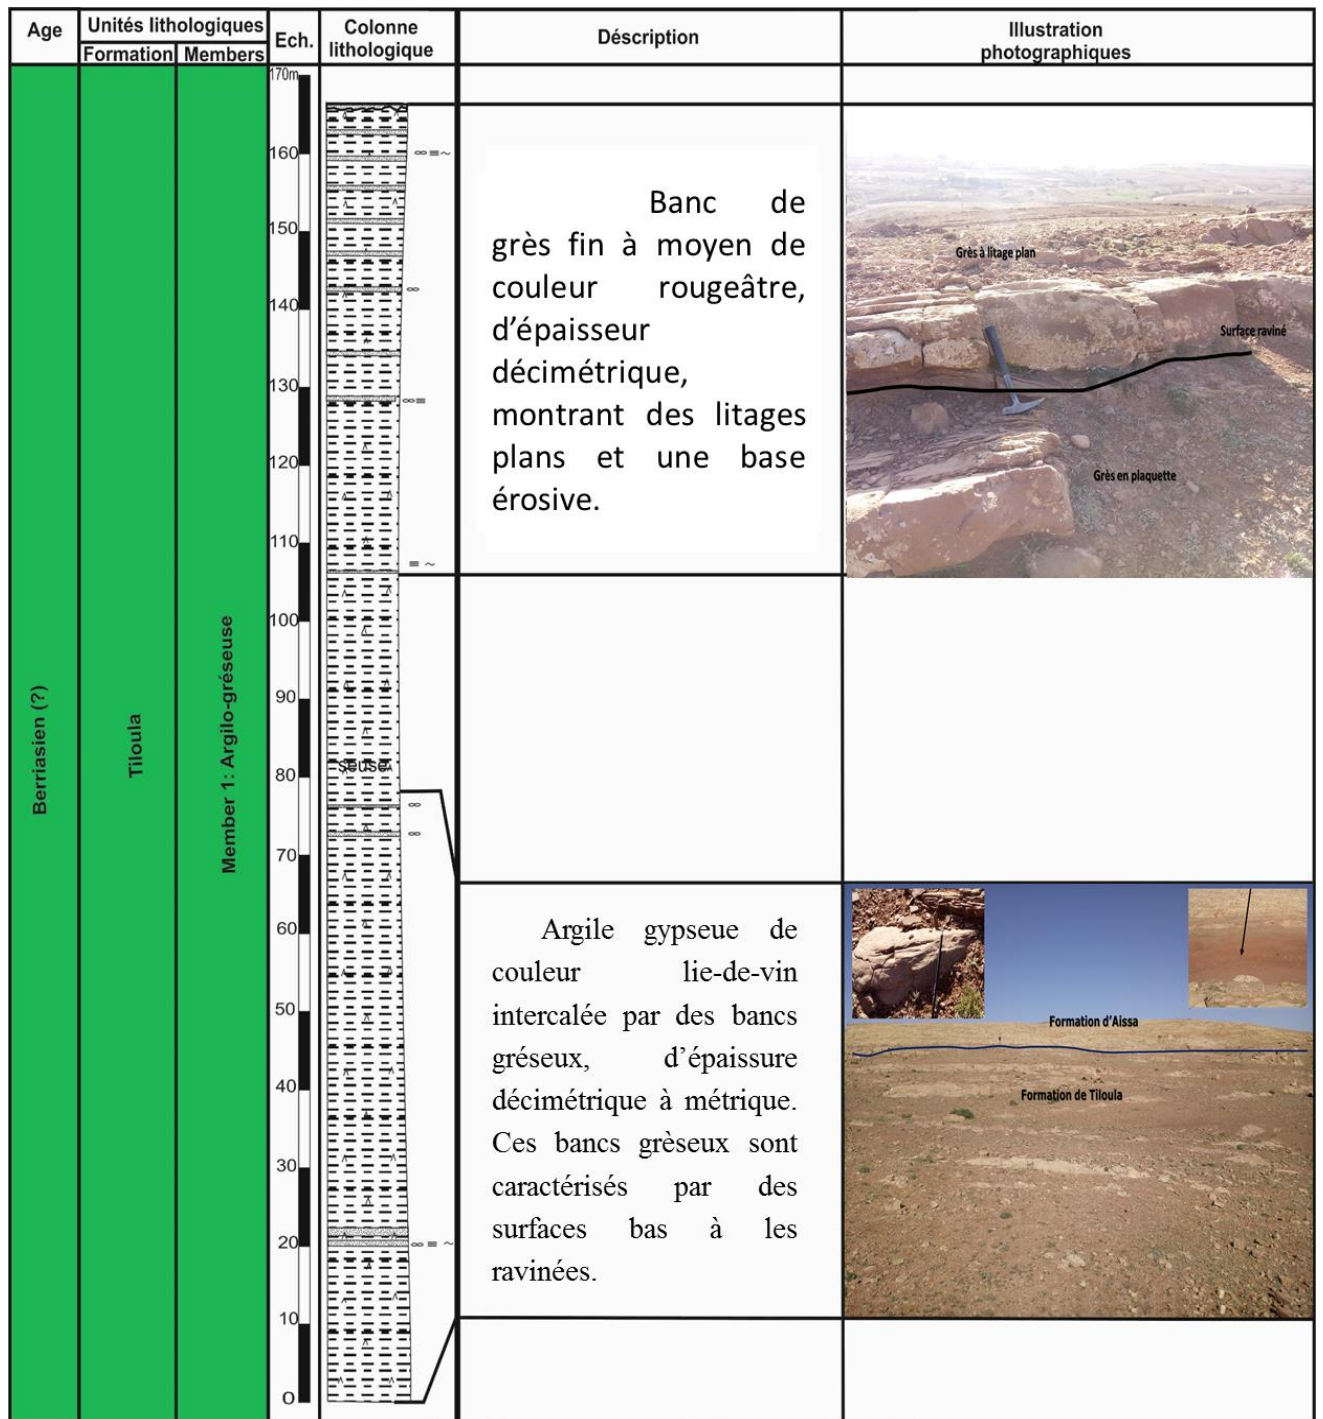 Age
Unités lithologiques
Formation
Members
Ech.
Colonne
lithologique
Déscription
Illustration
photographiques
Berriasien (?)
Tiloula
Member 1: Argilo-gréseuse
170m
160
150
140
130
120
110
100
90
80
70
60
50
40
30
20
10
0
seuse
Banc de
grès fin à moyen de
couleur rougeâtre,
d'épaisseur
décimétrique,
montrant des litages
plans et une base
érosive.
Grès à litage plan
Surface raviné
Grès en plaquette
Argile gypseue de
couleur lie-de-vin
intercalée par des bancs
gréseux, d'épaissure
décimétrique à métrique.
Ces bancs grèseux sont
caractérisés par des
surfaces bas à les
ravinées.
Formation d'Aissa
Formation de Tiloula